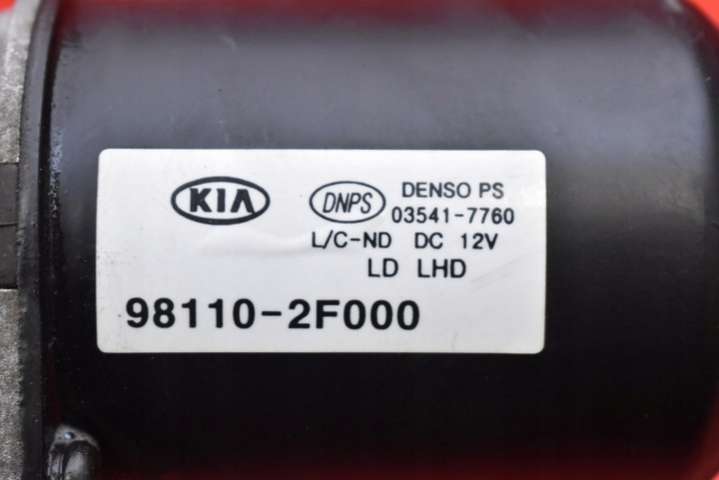 KIA DNPS DENSO PS
03541-7760
L/C-ND DC 12V
LD LHD
98110-2F000